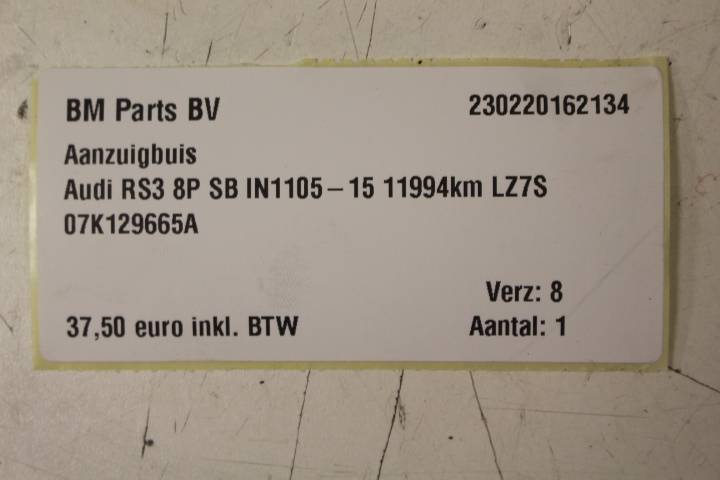 BM Parts BV 230220162134
Aanzuigbuis
Audi RS3 8P SB IN1105–15 11994km LZ7S
07K129665A
Verz: 8
37,50 euro inkl. BTW Aantal: 1